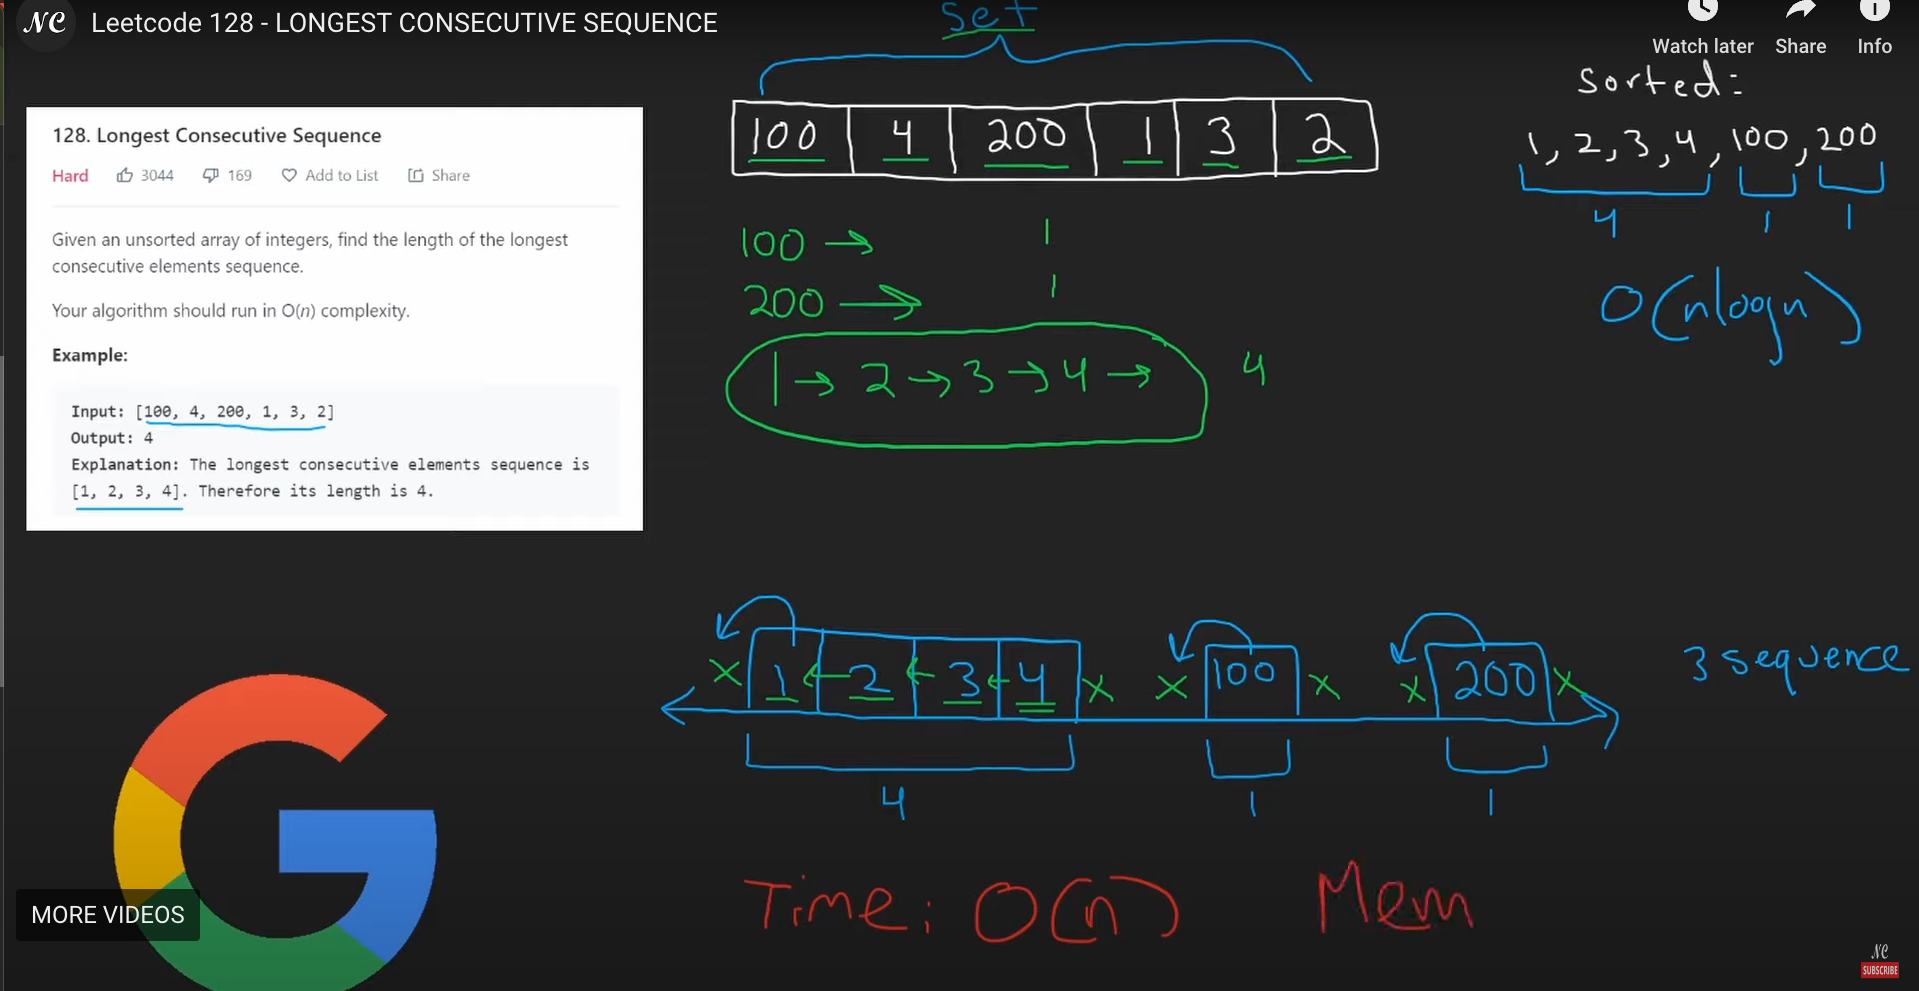 NC Leetcode 128 - LONGEST CONSECUTIVE SEQUENCE
Watch later Share Info
128. Longest Consecutive Sequence
Hard 3044 169 Add to List Share
Given an unsorted array of integers, find the length of the longest
consecutive elements sequence.
Your algorithm should run in O(n) complexity.
Example:
Input: [100, 4, 200, 1, 3, 2]
Output: 4
Explanation: The longest consecutive elements sequence is
[1, 2, 3, 4]. Therefore its length is 4.
Set
100 4 200 1 3 2
100 → 1
200 → 1
1 → 2 → 3 → 4 → 4
Sorted:
1, 2, 3, 4, 100, 200
4 1 1
O(nlogn)
x 1 ← 2 ← 3 ← 4 x x 100 x x 200 x
4 1 1
3 sequence
Time: O(n) Mem
MORE VIDEOS
NC
SUBSCRIBE